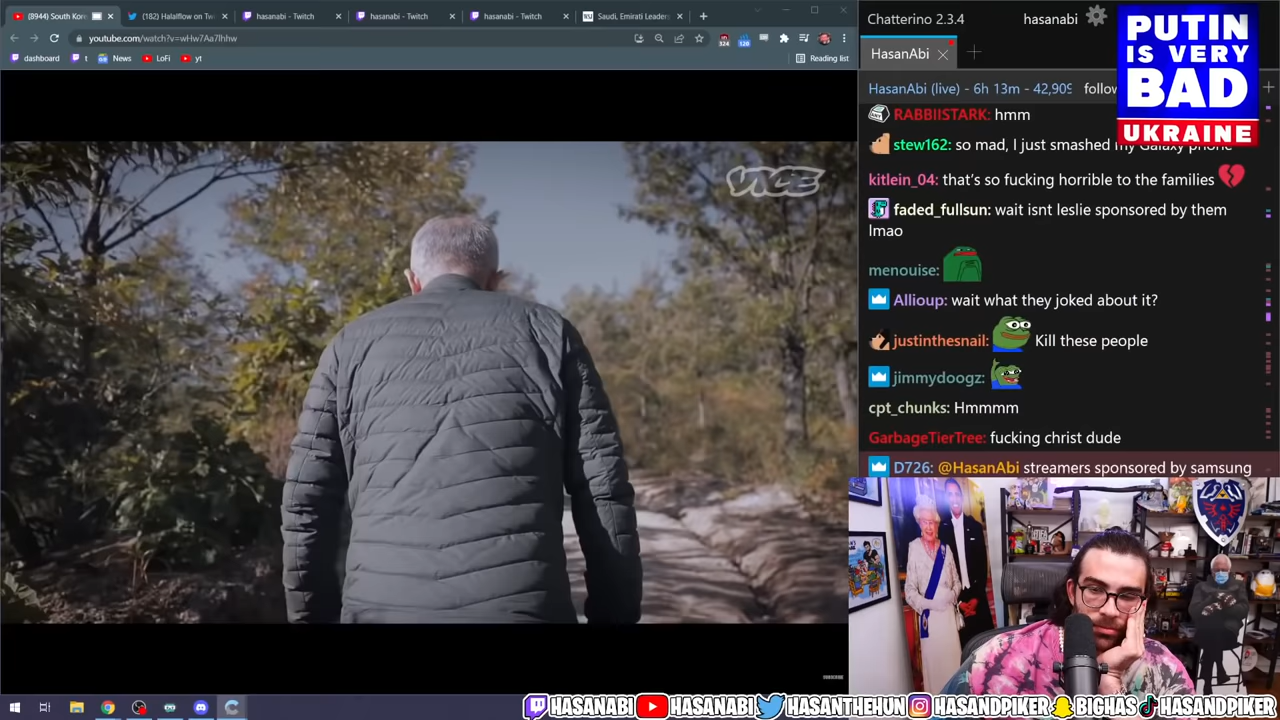 (8944) South Kore
(182) Halalflow on Tw
hasanabi - Twitch
hasanabi - Twitch
hasanabi - Twitch
Saudi, Emirati Leader
youtube.com/watch?v=wHw7Aa7lhhw
dashboard
t
News
LoFi
yt
Reading list
VICE
Chatterino 2.3.4
hasanabi
HasanAbi
HasanAbi (live) - 6h 13m - 42,909
follow
PUTIN
IS VERY
BAD
UKRAINE
RABBIISTARK: hmm
stew162: so mad, I just smashed my Galaxy phone
kitlein_04: that's so fucking horrible to the families
faded_fullsun: wait isnt leslie sponsored by them
lmao
menouise:
Allioup: wait what they joked about it?
justinthesnail: Kill these people
jimmydoogz:
cpt_chunks: Hmmmm
GarbageTierTree: fucking christ dude
D726: @HasanAbi streamers sponsored by samsung
HASANABI
HASANABI
HASANTHEHUN
HASANDPIKER
BIGHAS
HASANDPIKER